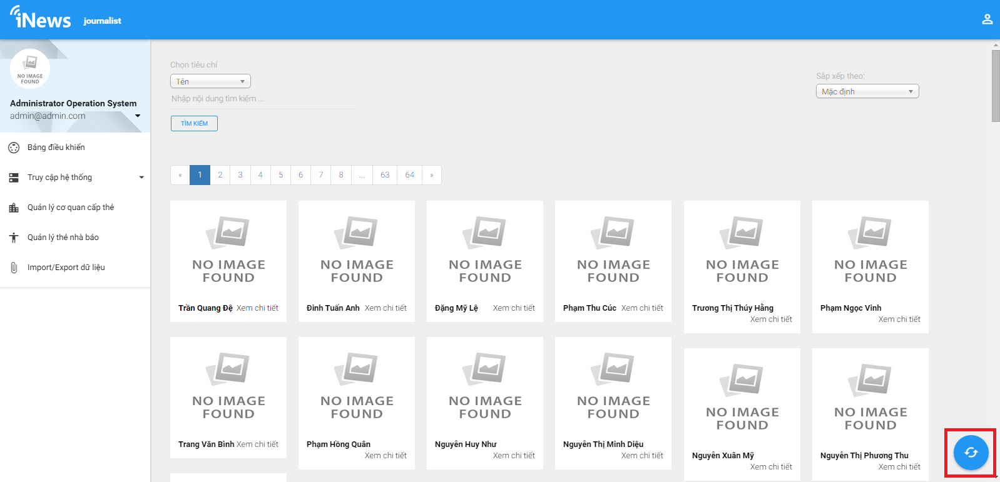 iNews journalist
NO IMAGE
FOUND
Administrator Operation System
admin@admin.com
Bảng điều khiển
Truy cập hệ thống
Quản lý cơ quan cấp thẻ
Quản lý thẻ nhà báo
Import/Export dữ liệu
Chọn tiêu chí
Tên
Nhập nội dung tìm kiếm ...
TÌM KIẾM
Sắp xếp theo:
Mặc định
« 1 2 3 4 5 6 7 8 ... 63 64 »
NO IMAGE
FOUND
Trần Quang Đệ Xem chi tiết
NO IMAGE
FOUND
Đinh Tuấn Anh Xem chi tiết
NO IMAGE
FOUND
Đặng Mỹ Lệ Xem chi tiết
NO IMAGE
FOUND
Phạm Thu Cúc Xem chi tiết
NO IMAGE
FOUND
Trương Thị Thúy Hằng
Xem chi tiết
NO IMAGE
FOUND
Phạm Ngọc Vinh
Xem chi tiết
NO IMAGE
FOUND
Trang Văn Bình Xem chi tiết
NO IMAGE
FOUND
Phạm Hồng Quân
Xem chi tiết
NO IMAGE
FOUND
Nguyễn Huy Như
Xem chi tiết
NO IMAGE
FOUND
Nguyễn Thị Minh Diệu
Xem chi tiết
NO IMAGE
FOUND
Nguyễn Xuân Mỹ
Xem chi tiết
NO IMAGE
FOUND
Nguyễn Thị Phương Thu
Xem chi tiết